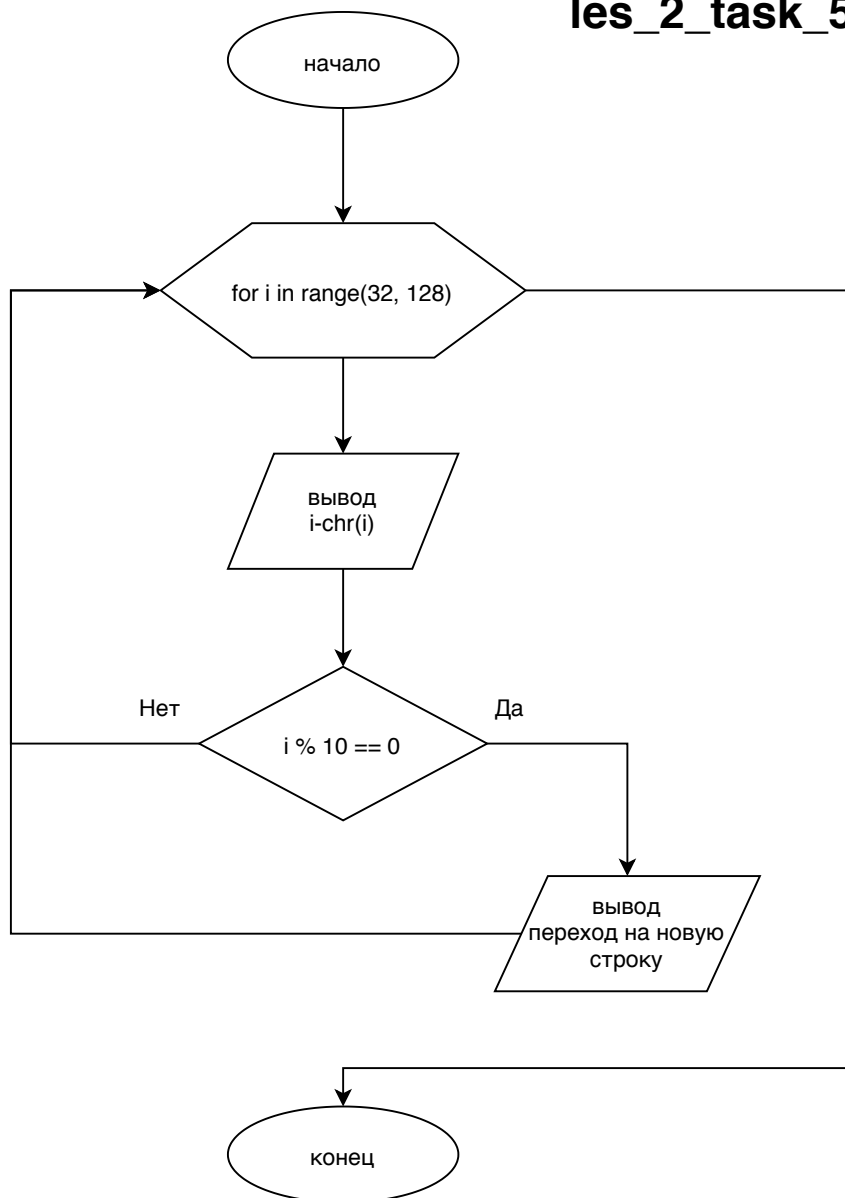 les_2_task_5
начало
for i in range(32, 128)
вывод
i-chr(i)
Нет
Да
i % 10 == 0
вывод
переход на новую
строку
конец